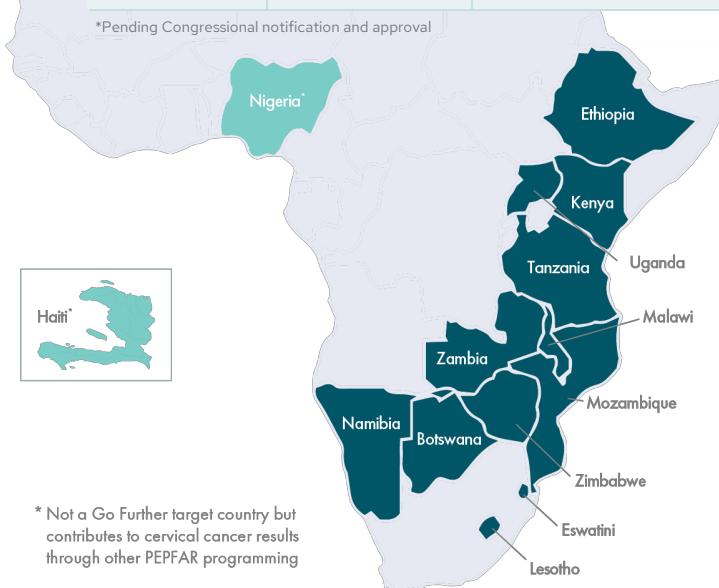 *Pending Congressional notification and approval
Nigeria*
Ethiopia
Kenya
Uganda
Tanzania
Haiti*
Malawi
Zambia
Mozambique
Namibia
Botswana
Zimbabwe
* Not a Go Further target country but
contributes to cervical cancer results
through other PEPFAR programming
Eswatini
Lesotho